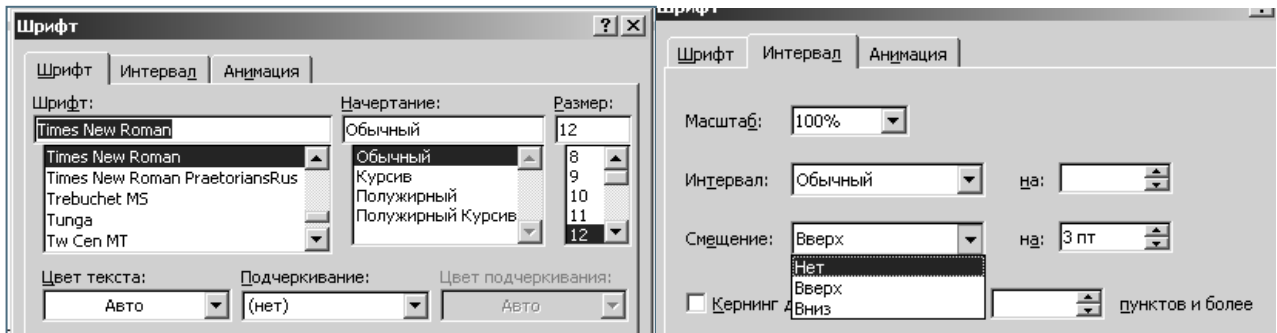 Шрифт
Шрифт Интервал Анимация
Шрифт: Начертание: Размер:
Times New Roman Обычный 12
Times New Roman Обычный 8
Times New Roman PraetoriansRus Курсив 9
Trebuchet MS Полужирный 10
Tunga Полужирный Курсив 11
Tw Cen MT 12
Цвет текста: Подчеркивание: Цвет подчеркивания:
Авто (нет) Авто
Шрифт
Шрифт Интервал Анимация
Масштаб: 100%
Интервал: Обычный на:
Смещение: Вверх на: 3 пт
Нет
Вверх
Кернинг пунктов и более
Вниз